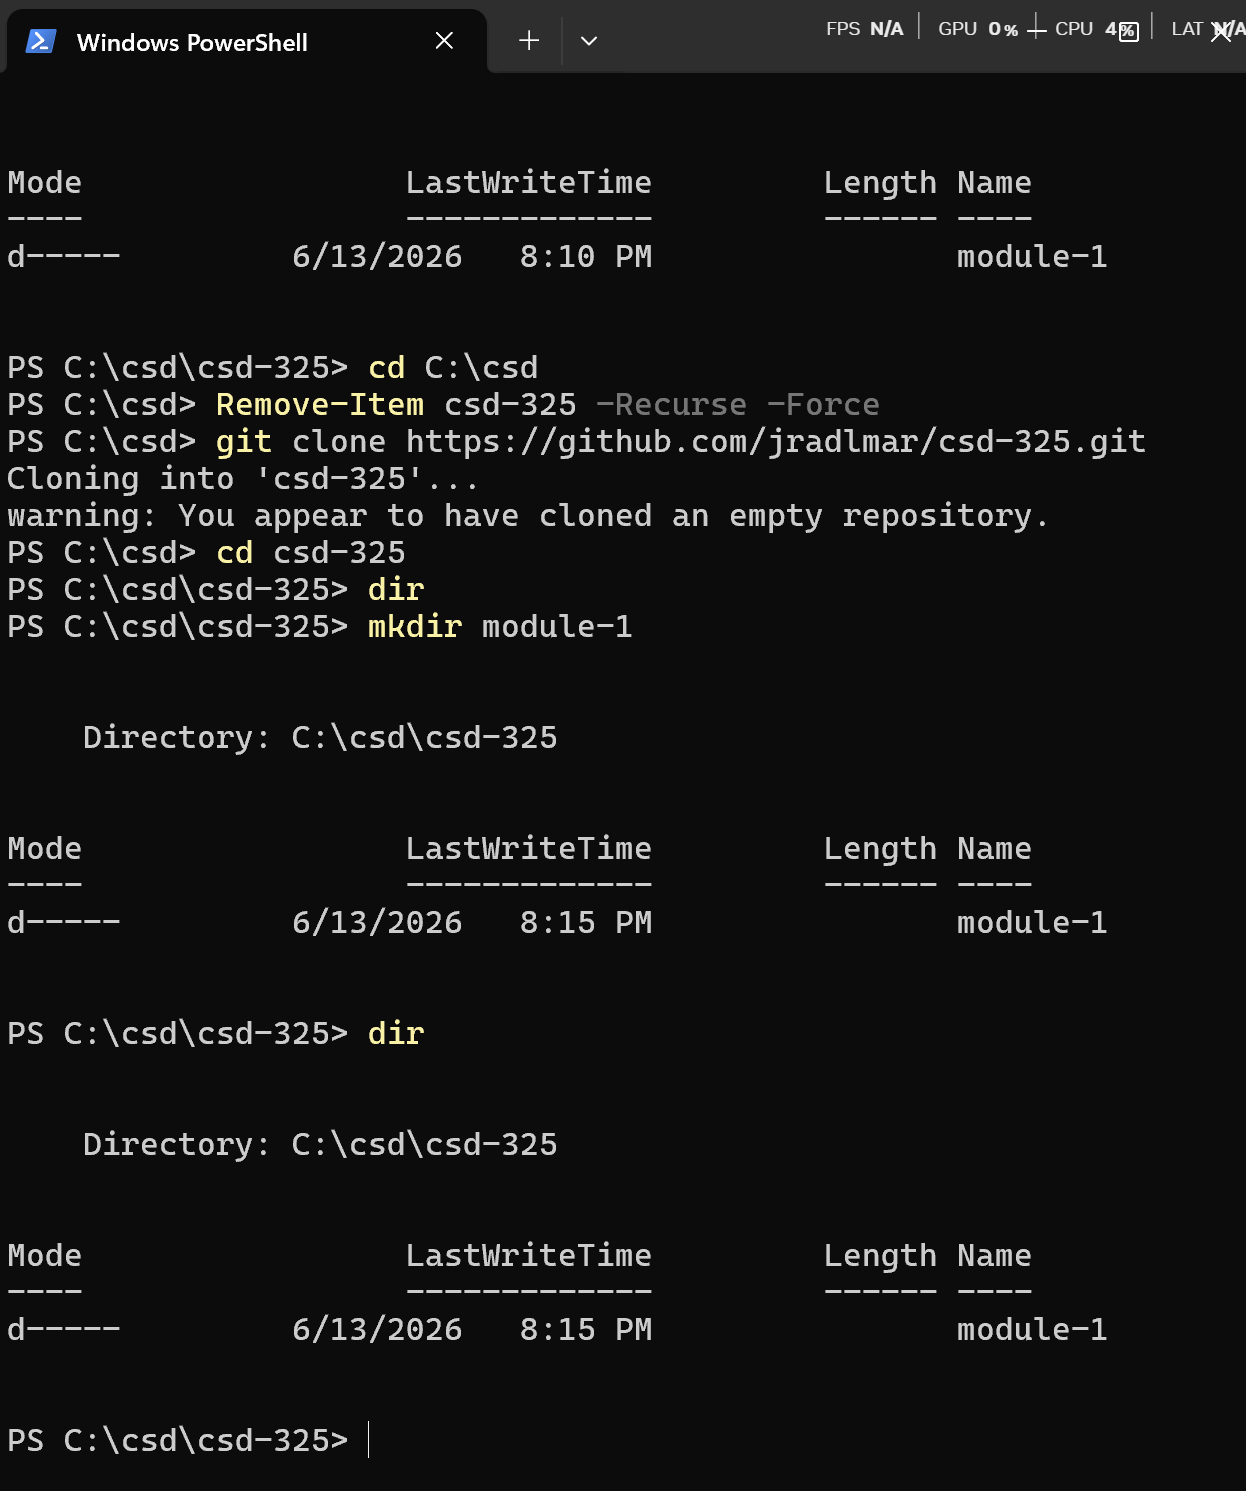 Windows PowerShell
FPS N/A GPU 0% CPU 4% LAT N/A
Mode LastWriteTime Length Name
---- ------------- ------ ----
d----- 6/13/2026 8:10 PM module-1
PS C:\csd\csd-325> cd C:\csd
PS C:\csd> Remove-Item csd-325 -Recurse -Force
PS C:\csd> git clone https://github.com/jradlmar/csd-325.git
Cloning into 'csd-325'...
warning: You appear to have cloned an empty repository.
PS C:\csd> cd csd-325
PS C:\csd\csd-325> dir
PS C:\csd\csd-325> mkdir module-1
Directory: C:\csd\csd-325
Mode LastWriteTime Length Name
---- ------------- ------ ----
d----- 6/13/2026 8:15 PM module-1
PS C:\csd\csd-325> dir
Directory: C:\csd\csd-325
Mode LastWriteTime Length Name
---- ------------- ------ ----
d----- 6/13/2026 8:15 PM module-1
PS C:\csd\csd-325>